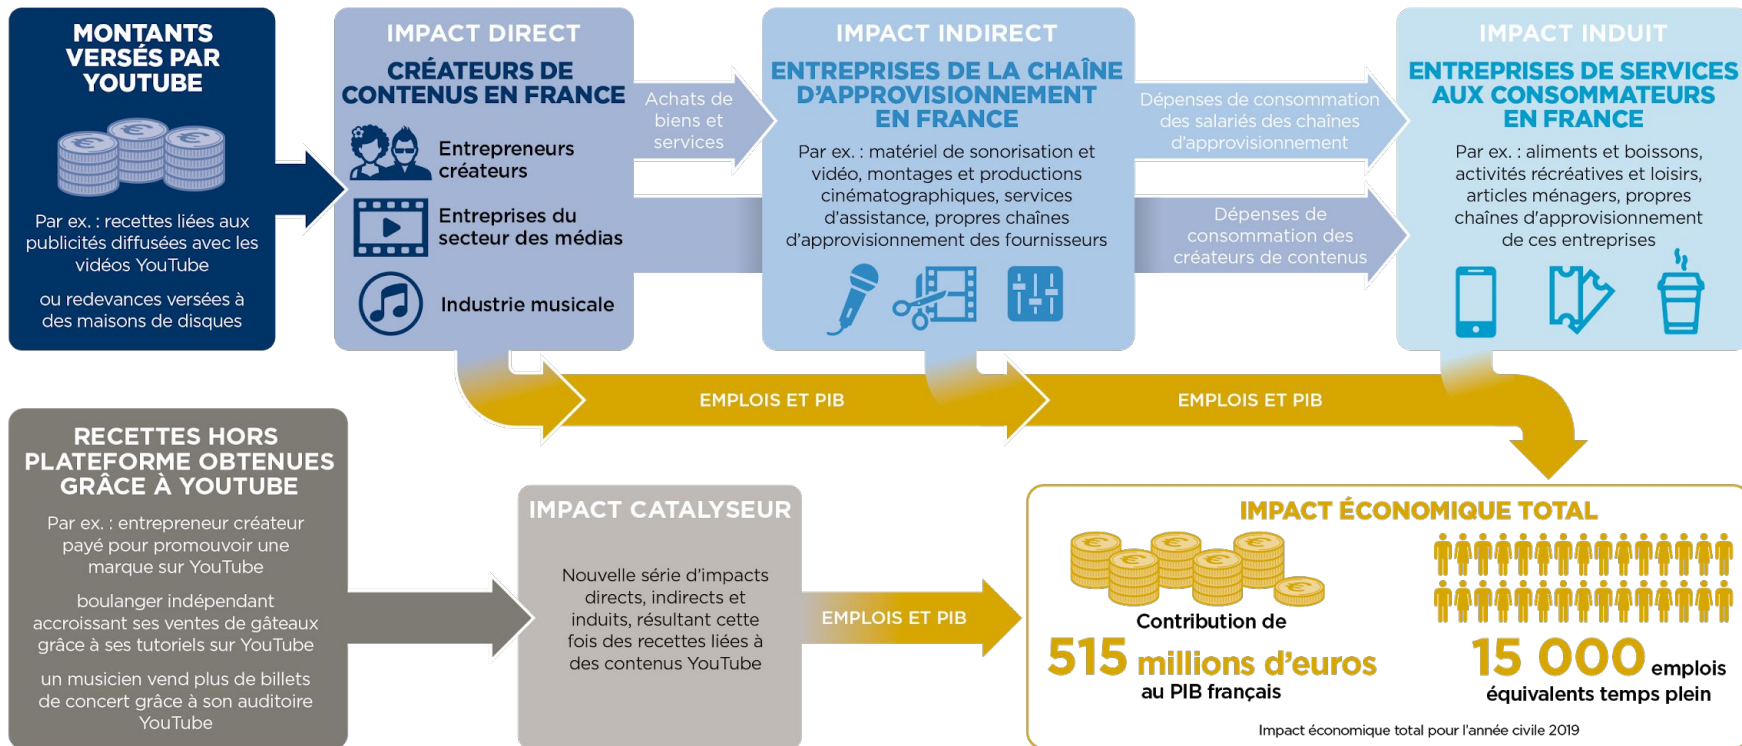 MONTANTS
VERSÉS PAR
YOUTUBE
Par ex. : recettes liées aux
publicités diffusées avec les
vidéos YouTube
ou redevances versées à
des maisons de disques
IMPACT DIRECT
CRÉATEURS DE
CONTENUS EN FRANCE
Entrepreneurs
créateurs
Entreprises du
secteur des médias
Industrie musicale
Achats de
biens et
services
IMPACT INDIRECT
ENTREPRISES DE LA CHAÎNE
D'APPROVISIONNEMENT
EN FRANCE
Par ex. : matériel de sonorisation et
vidéo, montages et productions
cinématographiques, services
d'assistance, propres chaînes
d'approvisionnement des fournisseurs
Dépenses de consommation
des salariés des chaînes
d'approvisionnement
Dépenses de
consommation des
créateurs de contenus
IMPACT INDUIT
ENTREPRISES DE SERVICES
AUX CONSOMMATEURS
EN FRANCE
Par ex. : aliments et boissons,
activités récréatives et loisirs,
articles ménagers, propres
chaînes d'approvisionnement
de ces entreprises
EMPLOIS ET PIB
EMPLOIS ET PIB
RECETTES HORS
PLATEFORME OBTENUES
GRÂCE À YOUTUBE
Par ex. : entrepreneur créateur
payé pour promouvoir une
marque sur YouTube
boulanger indépendant
accroissant ses ventes de gâteaux
grâce à ses tutoriels sur YouTube
un musicien vend plus de billets
de concert grâce à son auditoire
YouTube
IMPACT CATALYSEUR
Nouvelle série d'impacts
directs, indirects et
induits, résultant cette
fois des recettes liées à
des contenus YouTube
EMPLOIS ET PIB
IMPACT ÉCONOMIQUE TOTAL
Contribution de
515 millions d'euros
au PIB français
15 000 emplois
équivalents temps plein
Impact économique total pour l'année civile 2019